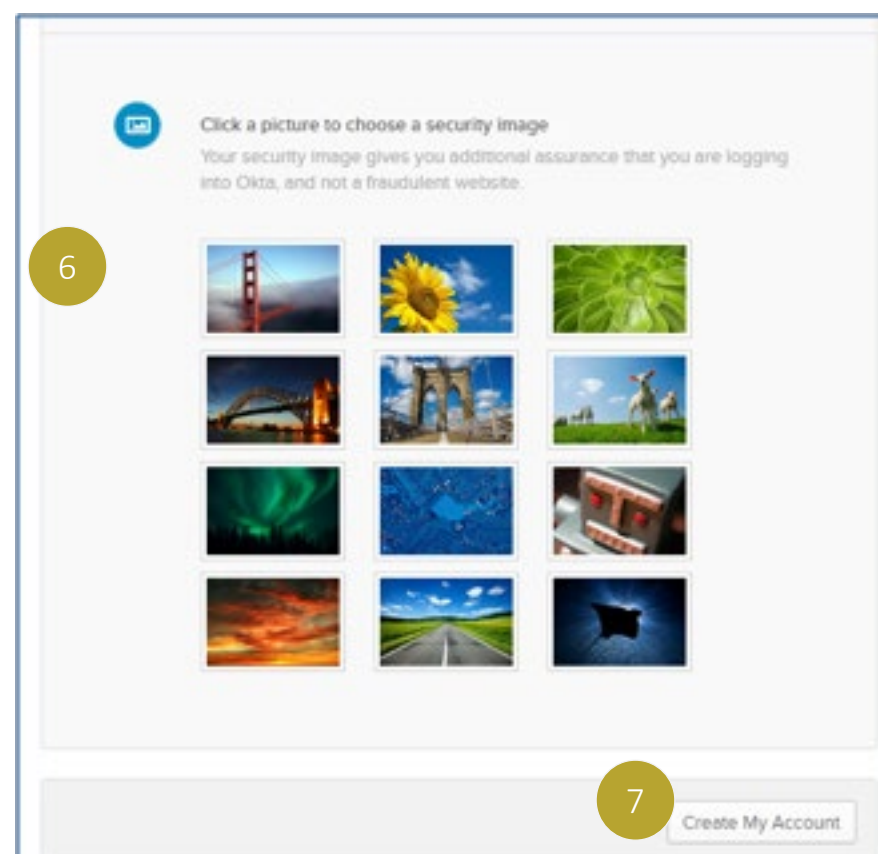 Click a picture to choose a security image
Your security image gives you additional assurance that you are logging
into Okta, and not a fraudulent website.
6
7
Create My Account